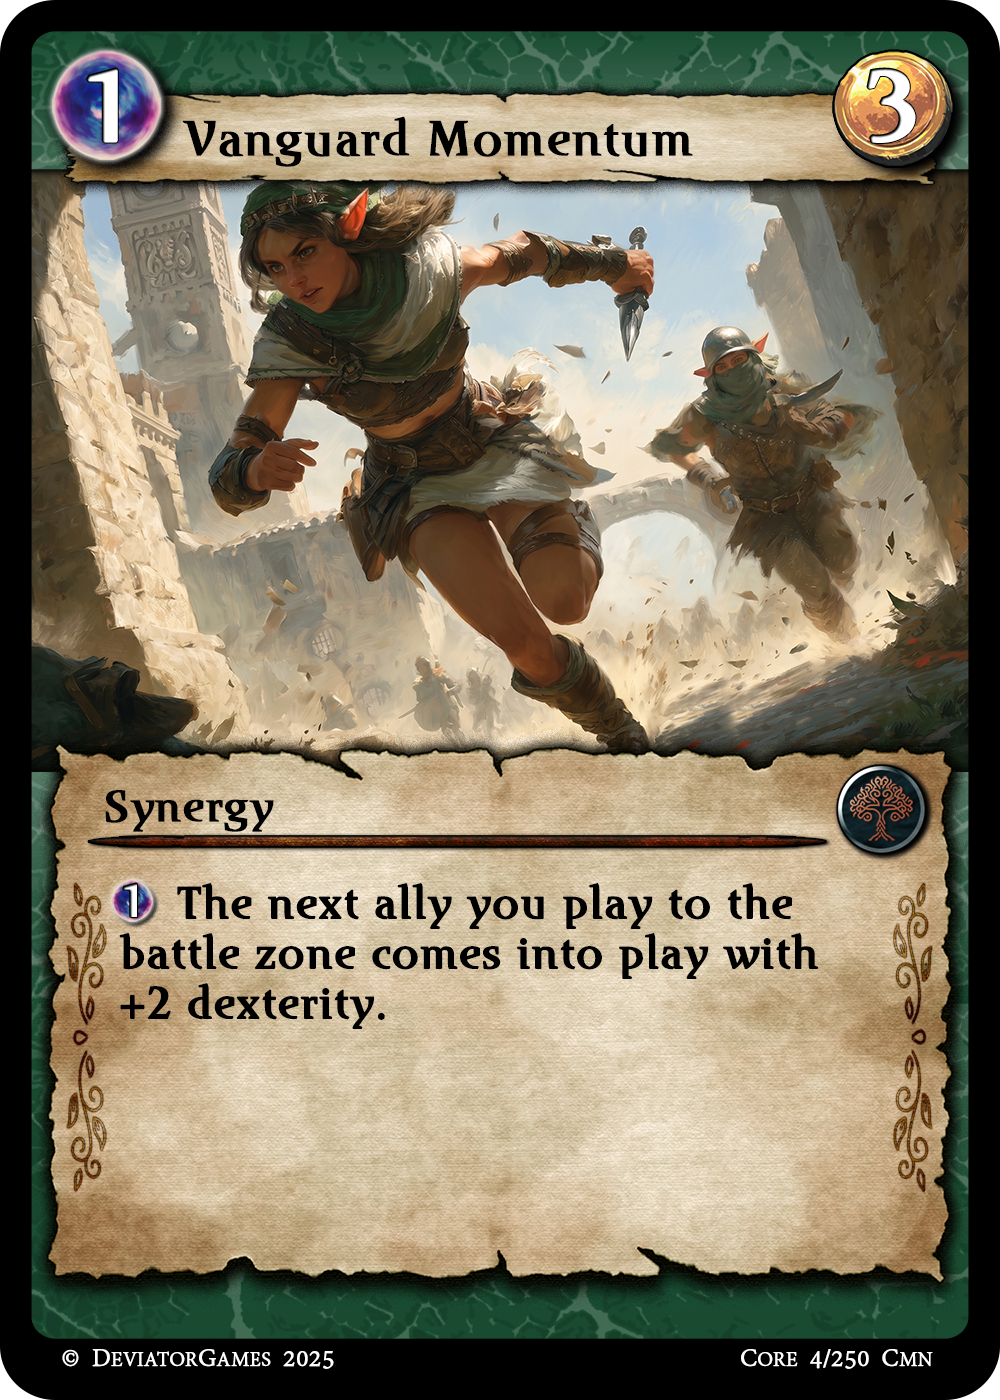 1
Vanguard Momentum
3
Synergy
1 The next ally you play to the
battle zone comes into play with
+2 dexterity.
© DeviatorGames 2025
Core 4/250 Cmn